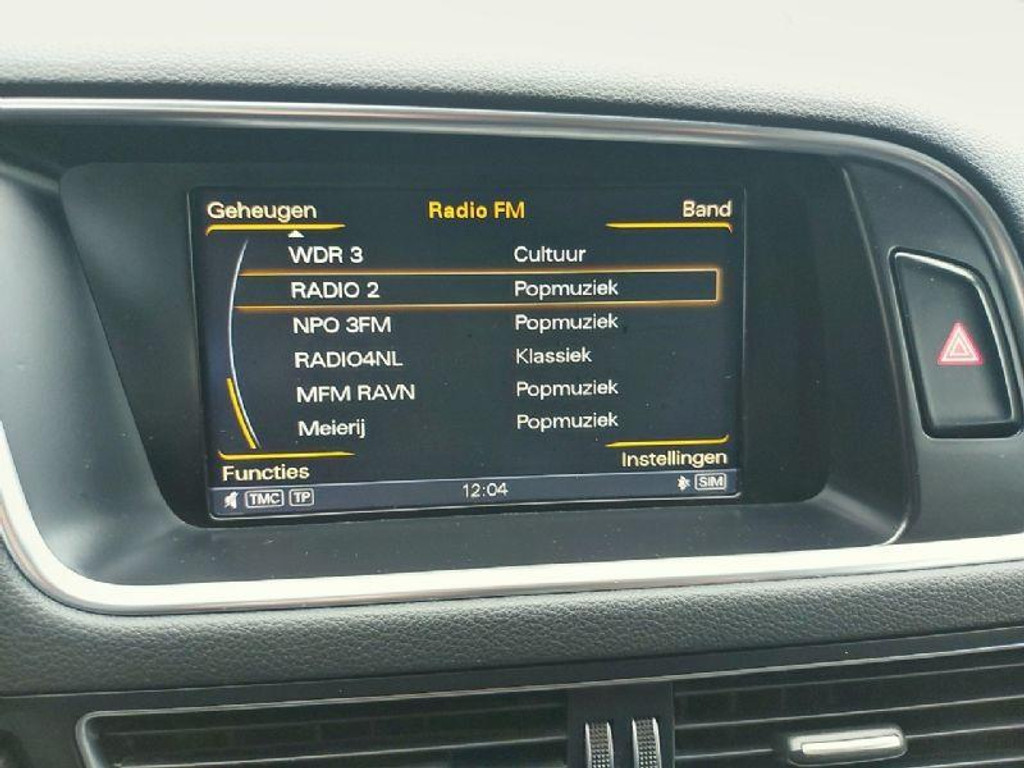 Geheugen Radio FM Band
WDR 3 Cultuur
RADIO 2 Popmuziek
NPO 3FM Popmuziek
RADIO4NL Klassiek
MFM RAVN Popmuziek
Meierij Popmuziek
Functies Instellingen
TMC TP 12:04 SIM